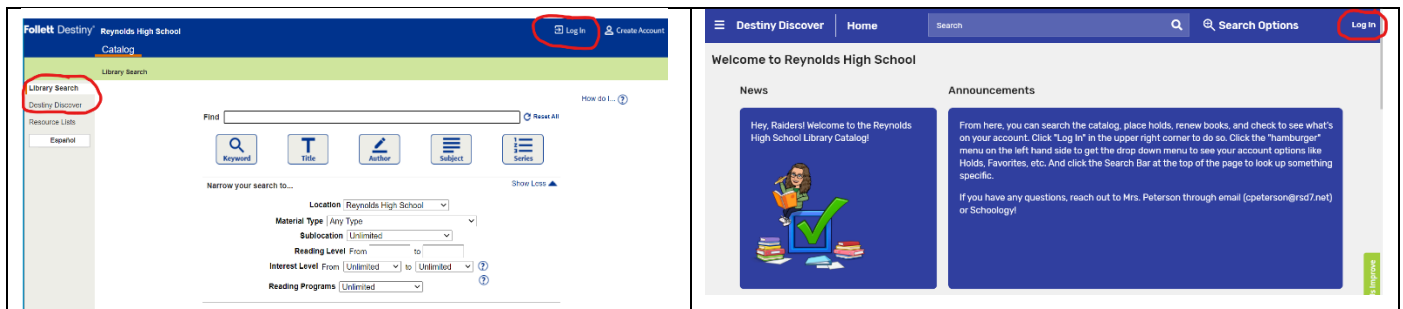 Follett Destiny® Reynolds High School
Log In
Create Account
Catalog
Library Search
Library Search
Destiny Discover
Resource Lists
Español
How do I... ?
Find
Reset All
Keyword
Title
Author
Subject
Series
Narrow your search to...
Show Less
Location Reynolds High School
Material Type Any Type
Sublocation Unlimited
Reading Level From to
Interest Level From Unlimited to Unlimited ?
?
Reading Programs Unlimited
Destiny Discover Home
Search
Search Options
Log In
Welcome to Reynolds High School
News
Hey, Raiders! Welcome to the Reynolds
High School Library Catalog!
Announcements
From here, you can search the catalog, place holds, renew books, and check to see what's
on your account. Click "Log In" in the upper right corner to do so. Click the "hamburger"
menu on the left hand side to get the drop down menu to see your account options like
Holds, Favorites, etc. And click the Search Bar at the top of the page to look up something
specific.
If you have any questions, reach out to Mrs. Peterson through email (cpeterson@rsd7.net)
or Schoology!
Improve